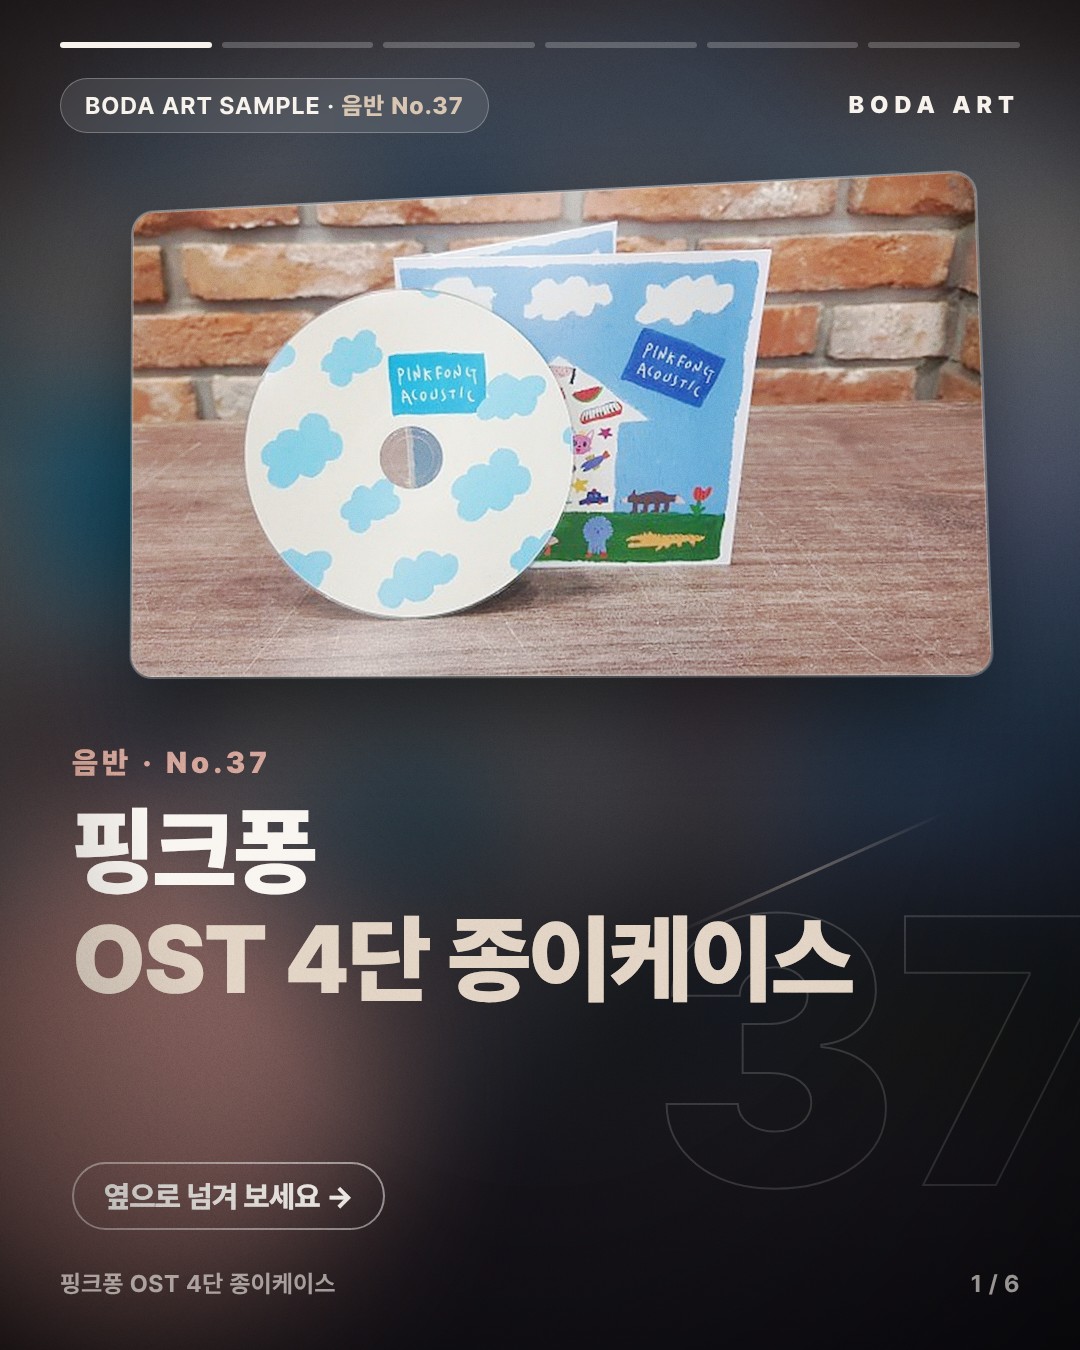 BODA ART SAMPLE · 음반 No.37
BODA ART
PINKFONG
ACOUSTIC
PINKFONG
ACOUSTIC
음반 · No.37
핑크퐁
OST 4단 종이케이스
37
옆으로 넘겨 보세요 →
핑크퐁 OST 4단 종이케이스
1 / 6